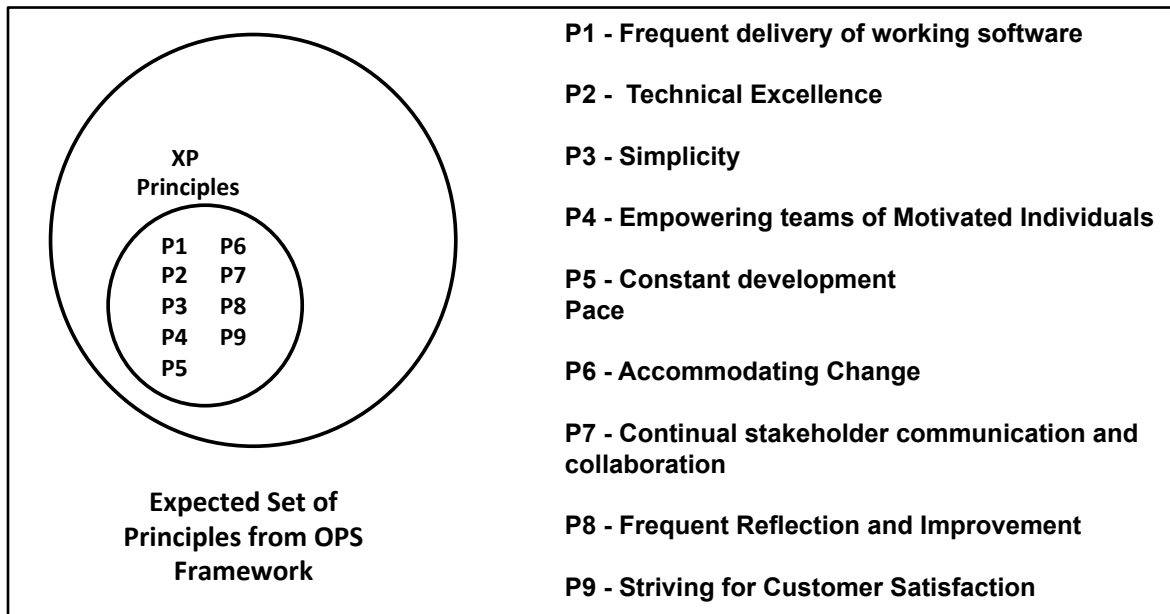 XP
Principles
P1 P6
P2 P7
P3 P8
P4 P9
P5
Expected Set of
Principles from OPS
Framework
P1 - Frequent delivery of working software
P2 - Technical Excellence
P3 - Simplicity
P4 - Empowering teams of Motivated Individuals
P5 - Constant development
Pace
P6 - Accommodating Change
P7 - Continual stakeholder communication and
collaboration
P8 - Frequent Reflection and Improvement
P9 - Striving for Customer Satisfaction